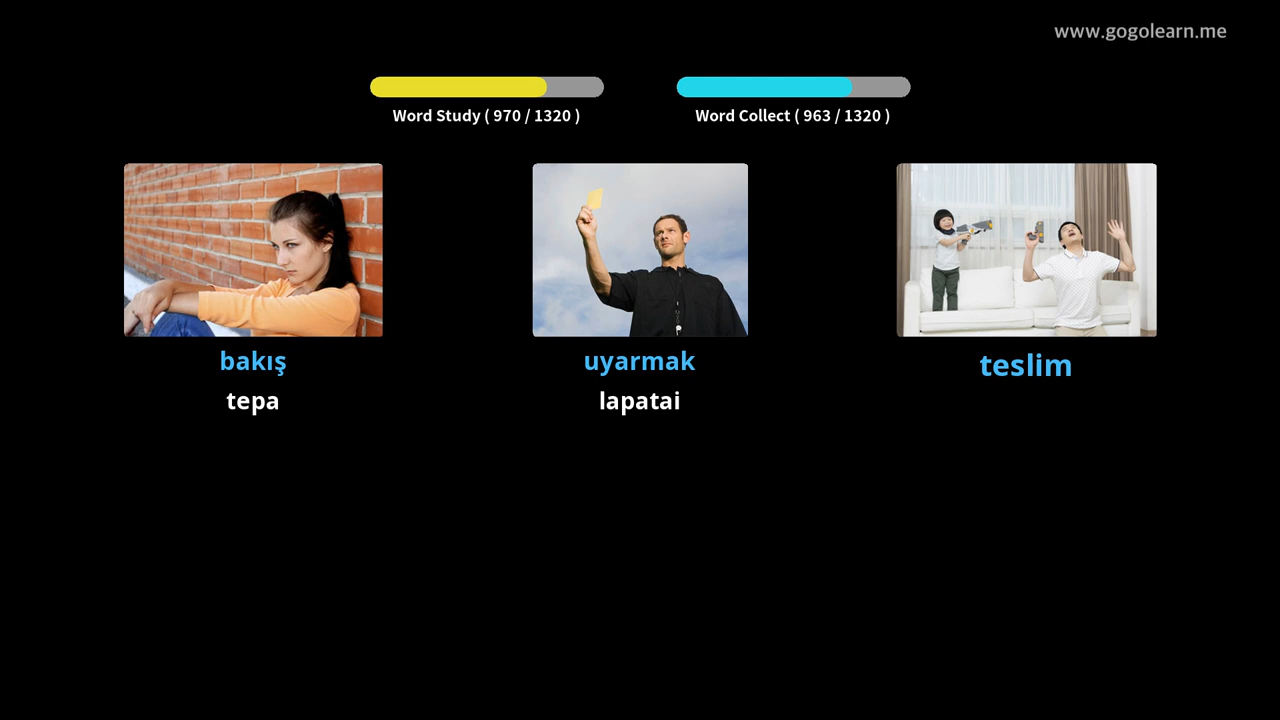 www.gogolearn.me
Word Study ( 970 / 1320 )
Word Collect ( 963 / 1320 )
bakış
uyarmak
teslim
tepa
lapatai